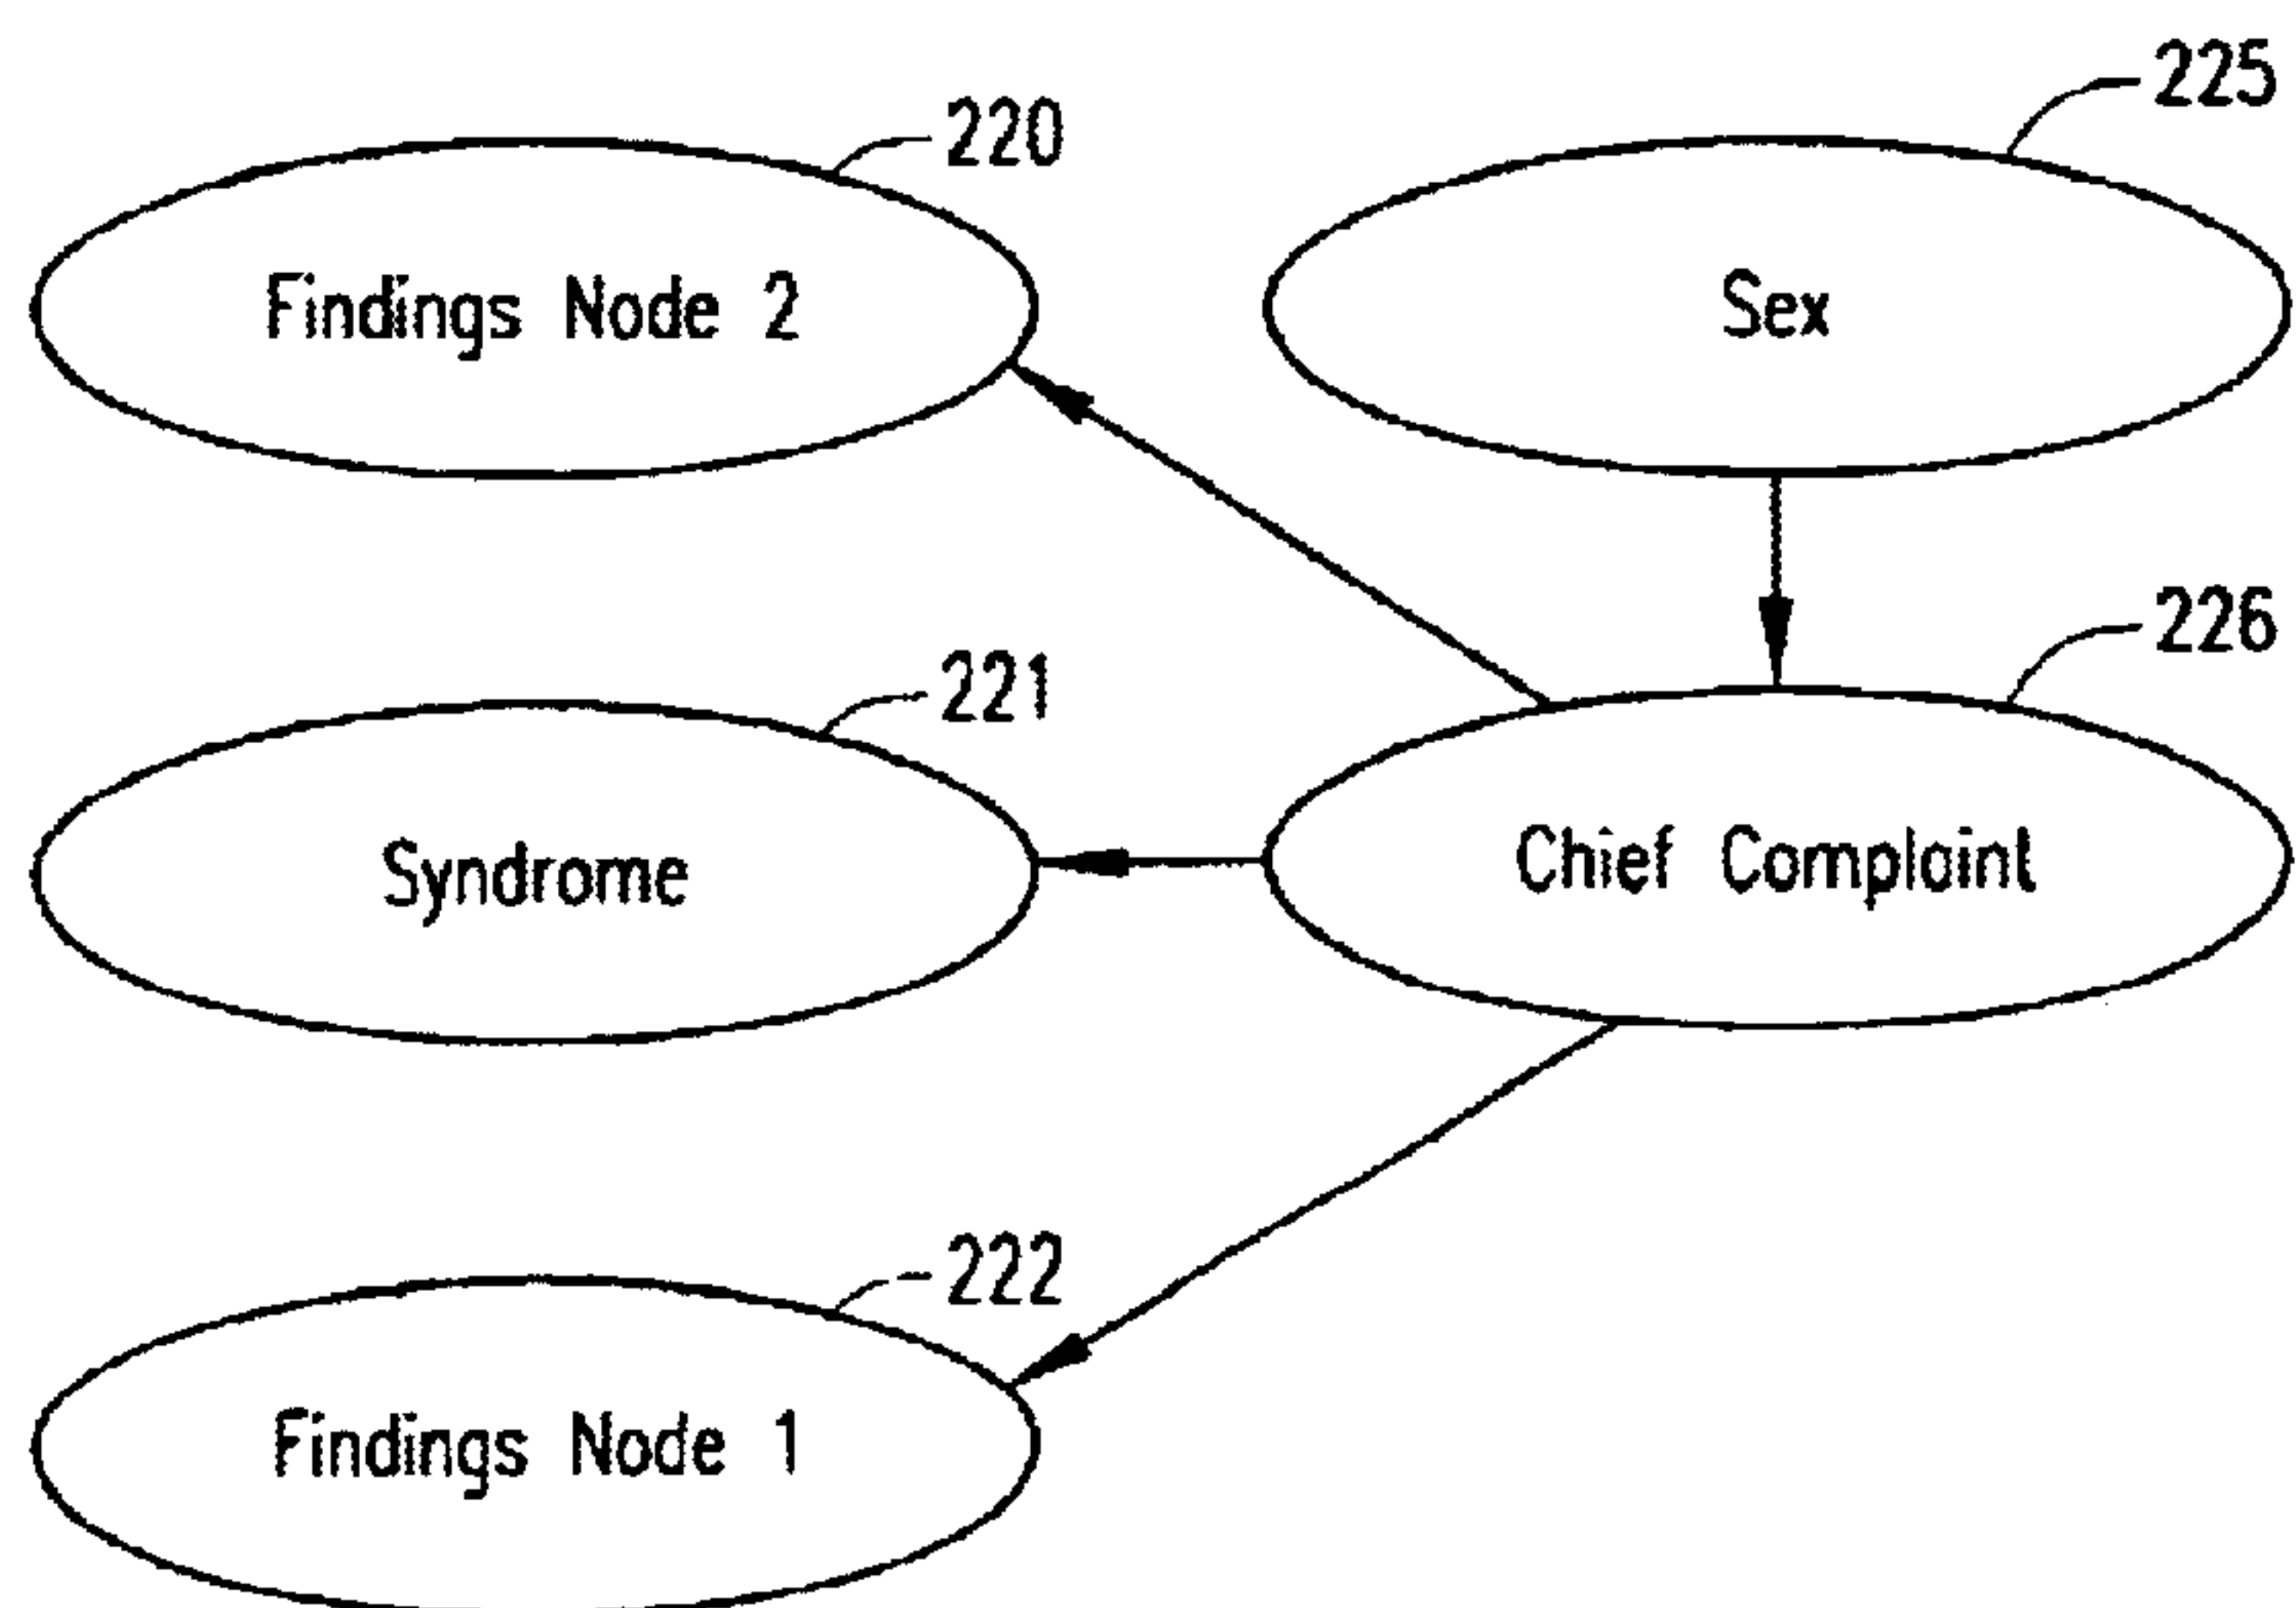 225
220
Findings Node 2
Sex
226
221
Syndrome
Chief Complaint
222
Findings Node 1